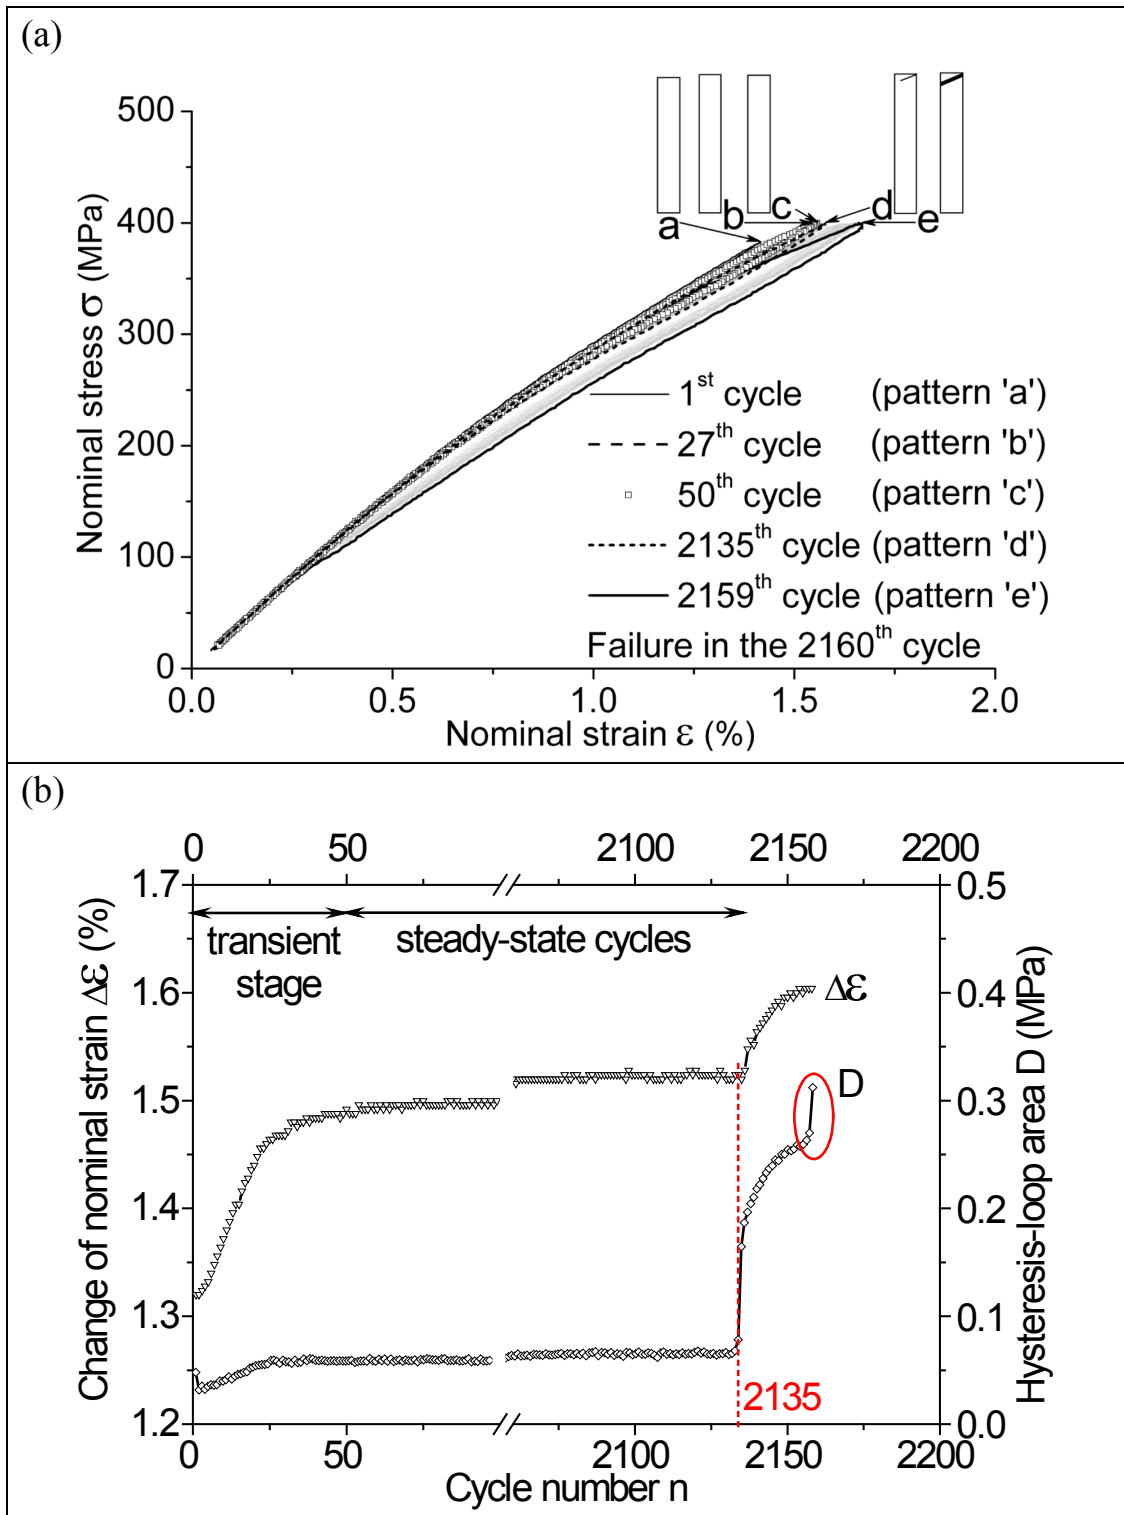 (a)
500
400
300
200
100
0
Nominal stress σ (MPa)
a
b
c
d
e
1st cycle (pattern 'a')
27th cycle (pattern 'b')
50th cycle (pattern 'c')
2135th cycle (pattern 'd')
2159th cycle (pattern 'e')
Failure in the 2160th cycle
0.0 0.5 1.0 1.5 2.0
Nominal strain ε (%)
(b)
0 50 2100 2150 2200
1.7
1.6
1.5
1.4
1.3
1.2
Change of nominal strain Δε (%)
transient
stage
steady-state cycles
Δε
D
2135
0.5
0.4
0.3
0.2
0.1
0.0
Hysteresis-loop area D (MPa)
0 50 2100 2150 2200
Cycle number n